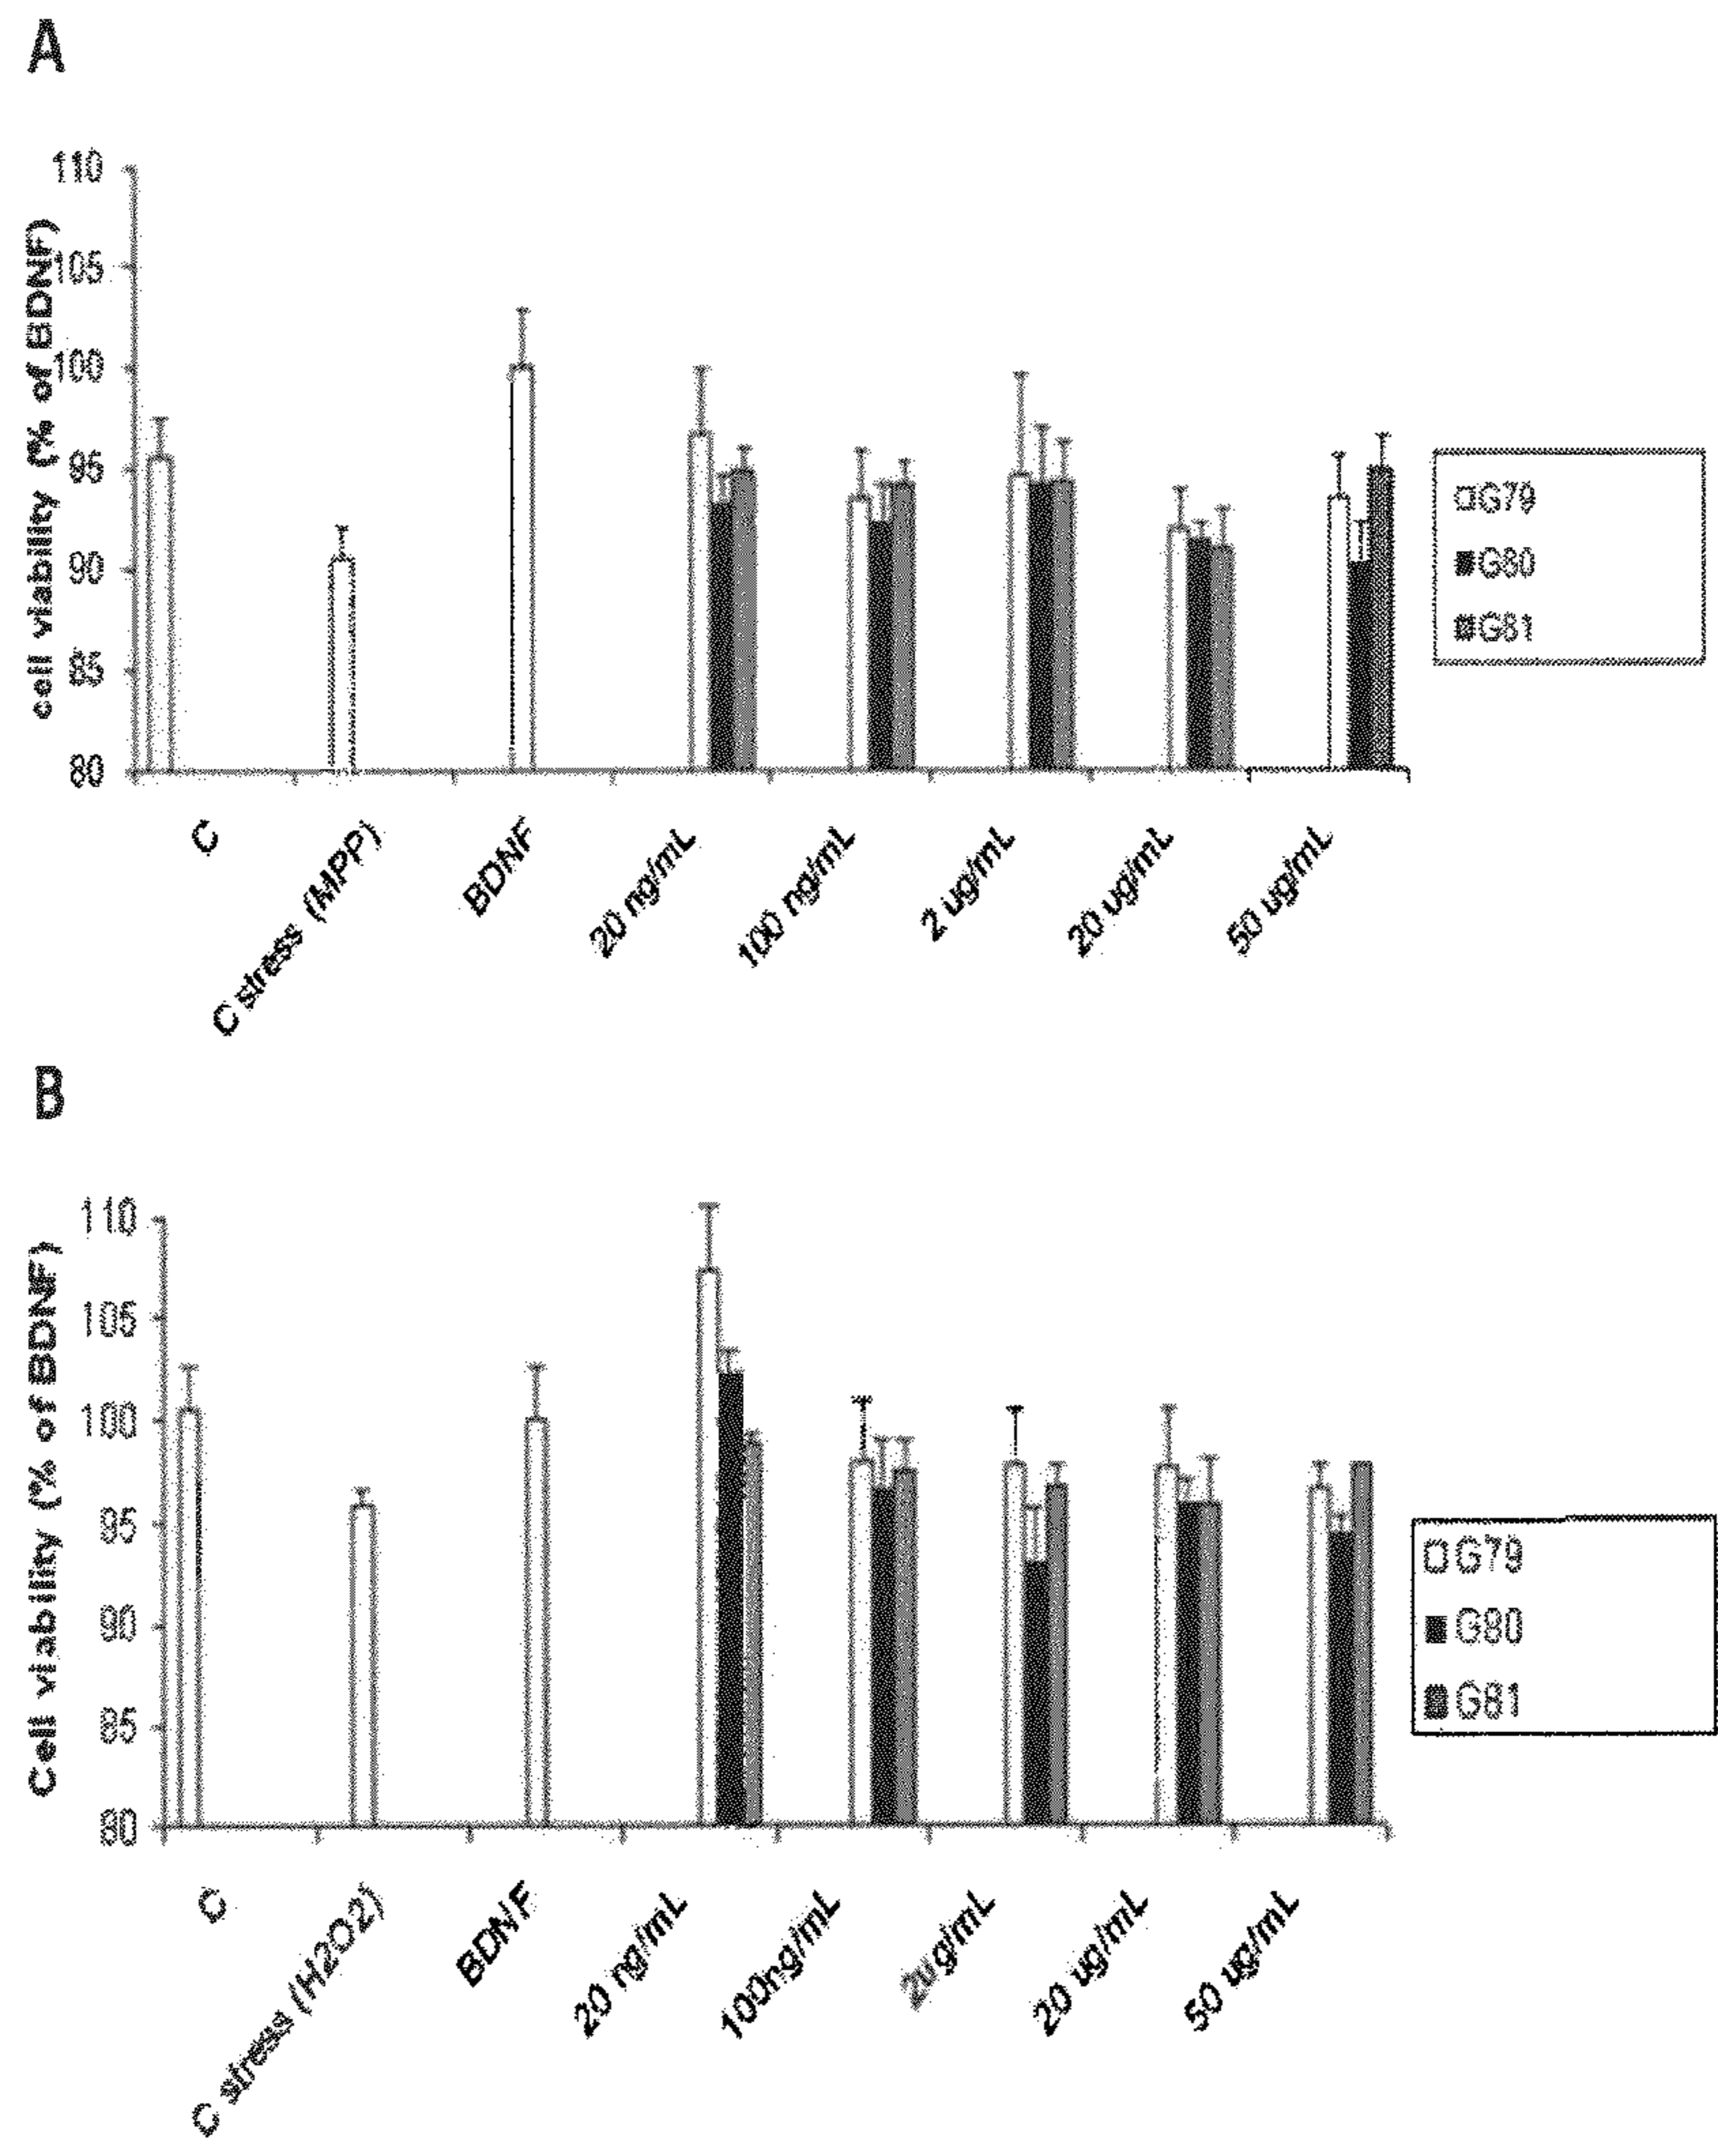 A
cell viability (% of BDNF)
110
105
100
95
90
85
80
C
C stress (MPP)
BDNF
20 ng/mL
100 ng/mL
2 ug/mL
20 ug/mL
50 ug/mL
G79
G80
G81
B
Cell viability (% of BDNF)
110
105
100
95
90
85
80
C
C stress (H2O2)
BDNF
20 ng/mL
100ng/mL
2ug/mL
20 ug/mL
50 ug/mL
G79
G80
G81